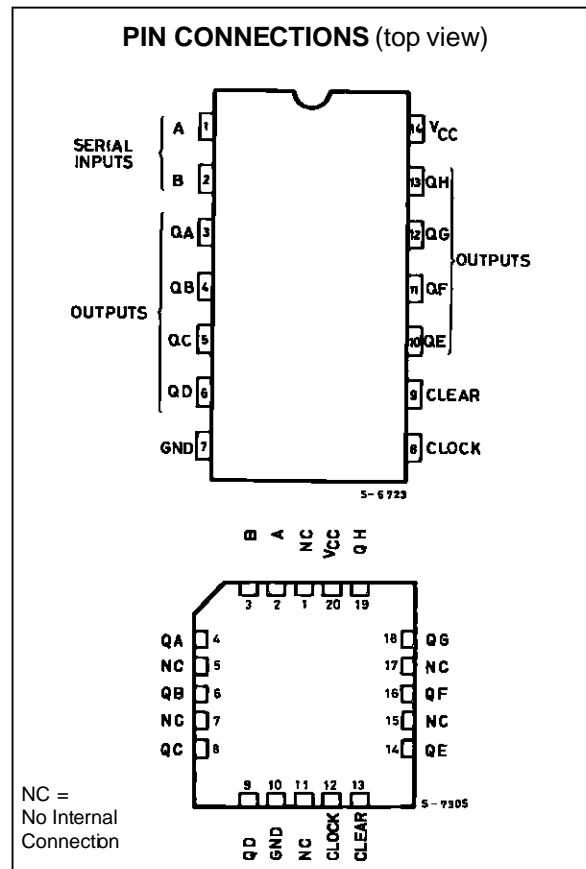 PIN CONNECTIONS (top view)
SERIAL INPUTS
A 1
B 2
OUTPUTS
QA 3
QB 4
QC 5
QD 6
GND 7
14 VCC
13 QH
12 QG
11 QF
10 QE
OUTPUTS
9 CLEAR
8 CLOCK
S-6723
B A NC VCC QH
3 2 1 20 19
QA 4
NC 5
QB 6
NC 7
QC 8
18 QG
17 NC
16 QF
15 NC
14 QE
9 10 11 12 13
QD GND NC CLOCK CLEAR
S-7305
NC =
No Internal
Connection